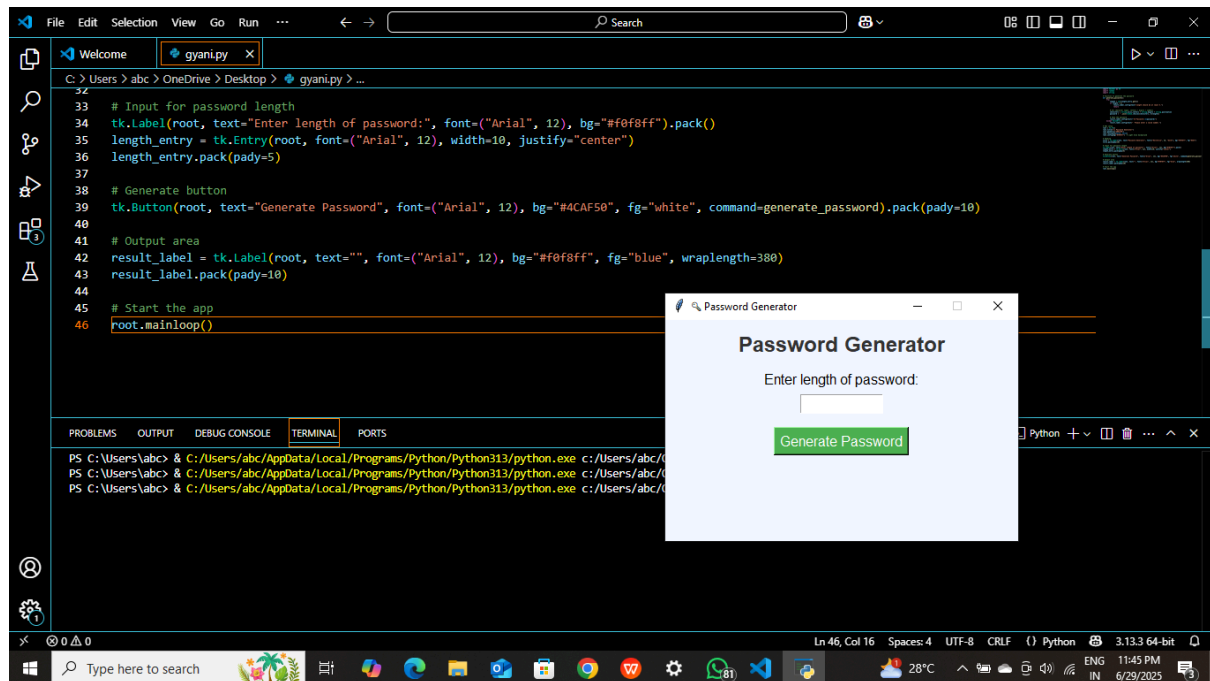 File Edit Selection View Go Run ··· Search
Welcome gyani.py
C: > Users > abc > OneDrive > Desktop > gyani.py > ...
32
33 # Input for password length
34 tk.Label(root, text="Enter length of password:", font=("Arial", 12), bg="#f0f8ff").pack()
35 length_entry = tk.Entry(root, font=("Arial", 12), width=10, justify="center")
36 length_entry.pack(pady=5)
37
38 # Generate button
39 tk.Button(root, text="Generate Password", font=("Arial", 12), bg="#4CAF50", fg="white", command=generate_password).pack(pady=10)
40
41 # Output area
42 result_label = tk.Label(root, text="", font=("Arial", 12), bg="#f0f8ff", fg="blue", wraplength=380)
43 result_label.pack(pady=10)
44
45 # Start the app
46 root.mainloop()
Password Generator
Password Generator
Enter length of password:
Generate Password
PROBLEMS OUTPUT DEBUG CONSOLE TERMINAL PORTS Python
PS C:\Users\abc> & C:/Users/abc/AppData/Local/Programs/Python/Python313/python.exe c:/Users/abc/
PS C:\Users\abc> & C:/Users/abc/AppData/Local/Programs/Python/Python313/python.exe c:/Users/abc/
PS C:\Users\abc> & C:/Users/abc/AppData/Local/Programs/Python/Python313/python.exe c:/Users/abc/
3
1
0 0 Ln 46, Col 16 Spaces: 4 UTF-8 CRLF {} Python 3.13.3 64-bit
Type here to search 81 28°C ENG 11:45 PM
IN 6/29/2025 3